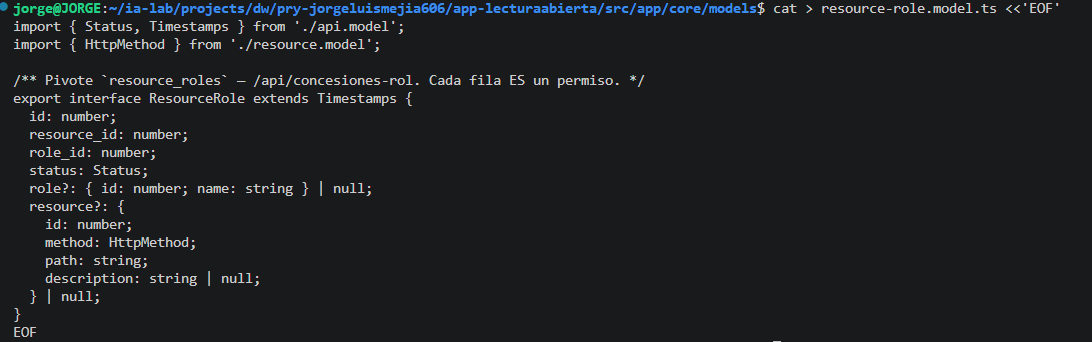 jorge@JORGE:~/ia-lab/projects/dw/pry-jorgeluismejia606/app-lecturaabierta/src/app/core/models$ cat > resource-role.model.ts <<'EOF'
import { Status, Timestamps } from './api.model';
import { HttpMethod } from './resource.model';

/** Pivote `resource_roles` — /api/concesiones-rol. Cada fila ES un permiso. */
export interface ResourceRole extends Timestamps {
  id: number;
  resource_id: number;
  role_id: number;
  status: Status;
  role?: { id: number; name: string } | null;
  resource?: {
    id: number;
    method: HttpMethod;
    path: string;
    description: string | null;
  } | null;
}
EOF